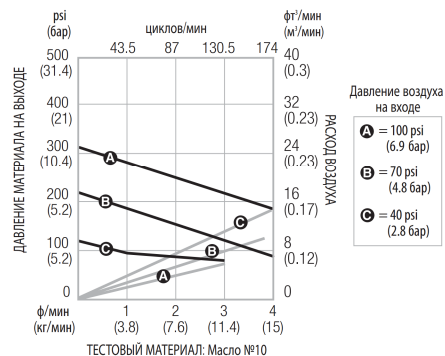 psi
(бар)
циклов/мин
фт³/мин
(м³/мин)
43.5 87 130.5 174
500
(31.4)
400
(21)
300
(10.4)
200
(5.2)
100
(5.2)
0
ДАВЛЕНИЕ МАТЕРИАЛА НА ВЫХОДЕ
40
(0.3)
32
(0.23)
24
(0.23)
16
(0.17)
8
(0.12)
0
РАСХОД ВОЗДУХА
A
B
C
C
B
A
ф/мин
(кг/мин)
1 2 3 4
(3.8) (7.6) (11.4) (15)
ТЕСТОВЫЙ МАТЕРИАЛ: Масло №10
Давление воздуха
на входе
A = 100 psi
(6.9 бар)
B = 70 psi
(4.8 бар)
C = 40 psi
(2.8 бар)